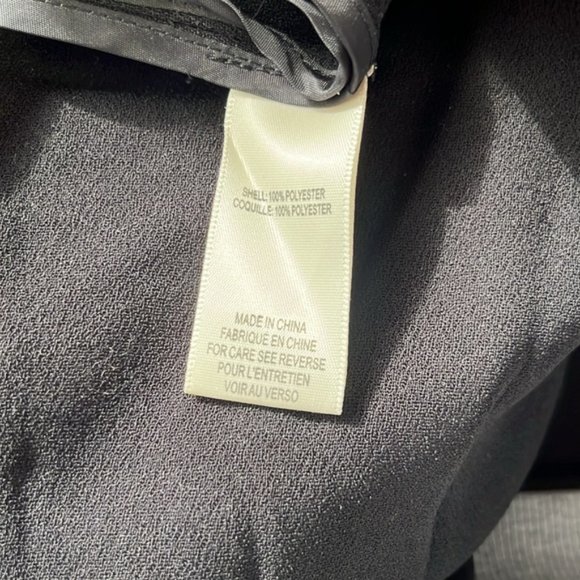 SHELL: 100% POLYESTER
COQUILLE: 100% POLYESTER
MADE IN CHINA
FABRIQUÉ EN CHINE
FOR CARE SEE REVERSE
POUR L'ENTRETIEN
VOIR AU VERSO